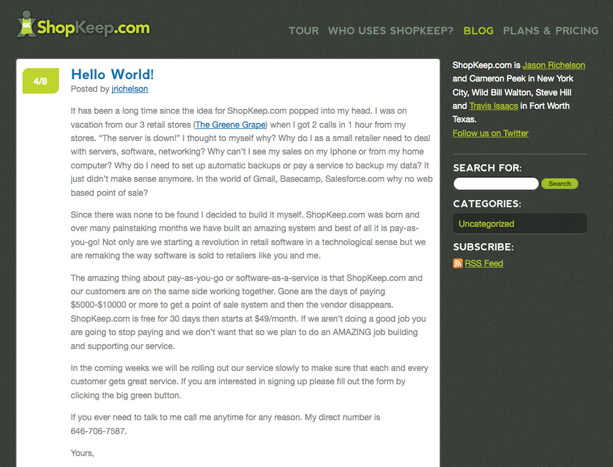 ShopKeep.com
TOUR WHO USES SHOPKEEP? BLOG PLANS & PRICING
4/8
Hello World!
Posted by jrichelson
It has been a long time since the idea for ShopKeep.com popped into my head. I was on
vacation from our 3 retail stores (The Greene Grape) when I got 2 calls in 1 hour from my
stores. "The server is down!" I thought to myself why? Why do I as a small retailer need to deal
with servers, software, networking? Why can't I see my sales on my Iphone or from my home
computer? Why do I need to set up automatic backups or pay a service to backup my data? It
just didn't make sense anymore. In the world of Gmail, Basecamp, Salesforce.com why no web
based point of sale?
Since there was none to be found I decided to build it myself. ShopKeep.com was born and
over many painstaking months we have built an amazing system and best of all it is pay-as-
you-go! Not only are we starting a revolution in retail software in a technological sense but we
are remaking the way software is sold to retailers like you and me.
The amazing thing about pay-as-you-go or software-as-a-service is that ShopKeep.com and
our customers are on the same side working together. Gone are the days of paying
$5000-$10000 or more to get a point of sale system and then the vendor disappears.
ShopKeep.com is free for 30 days then starts at $49/month. If we aren't doing a good job you
are going to stop paying and we don't want that so we plan to do an AMAZING job building
and supporting our service.
In the coming weeks we will be rolling out our service slowly to make sure that each and every
customer gets great service. If you are interested in signing up please fill out the form by
clicking the big green button.
If you ever need to talk to me call me anytime for any reason. My direct number is
646-706-7587.
Yours,
ShopKeep.com is Jason Richelson
and Cameron Peek in New York
City, Wild Bill Walton, Steve Hill
and Travis Isaacs in Fort Worth
Texas.
Follow us on Twitter
SEARCH FOR:
Search
CATEGORIES:
Uncategorized
SUBSCRIBE:
RSS Feed